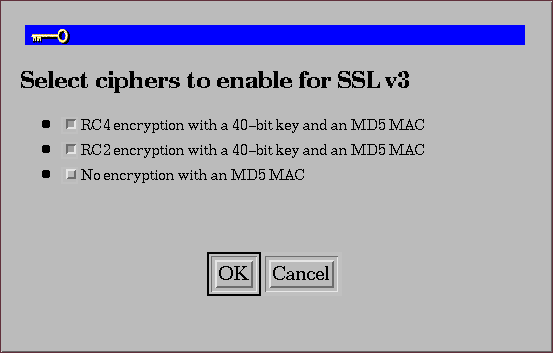 Select ciphers to enable for SSL v3
RC4 encryption with a 40-bit key and an MD5 MAC
RC2 encryption with a 40-bit key and an MD5 MAC
No encryption with an MD5 MAC
OK Cancel